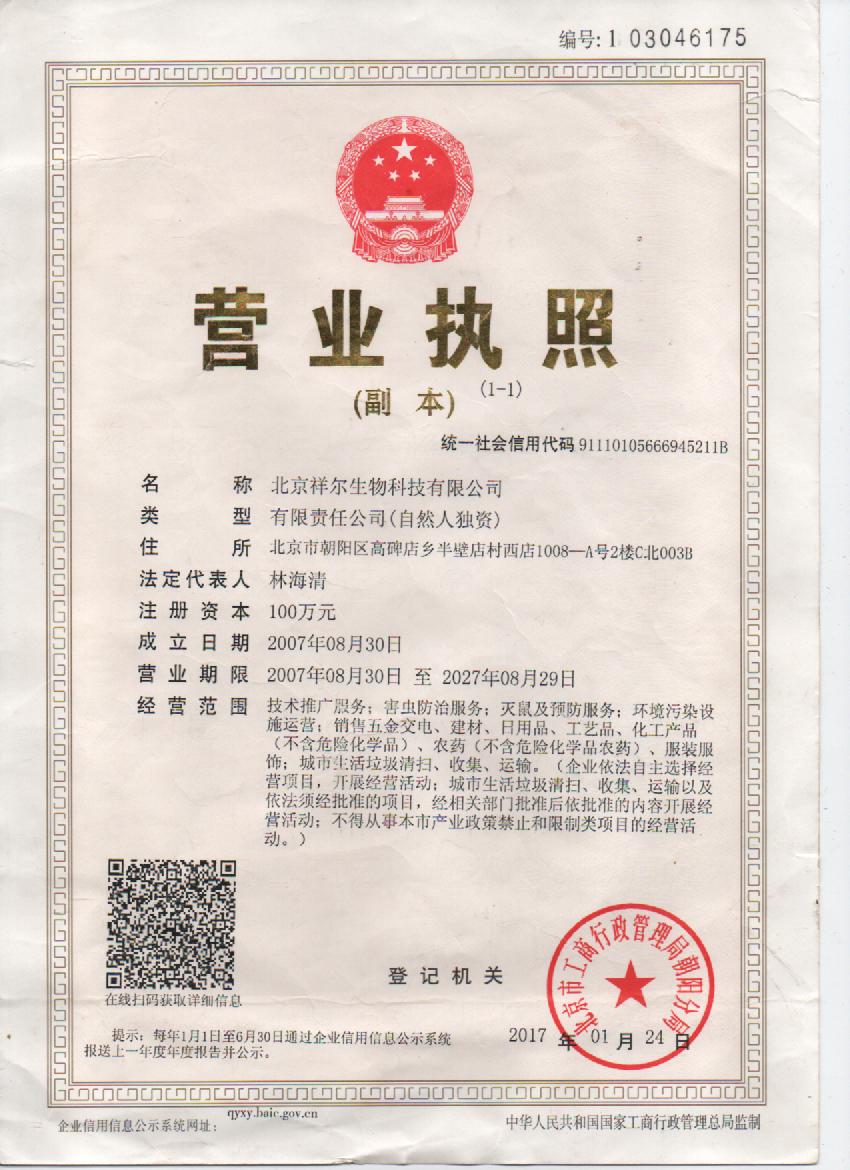 编号:1 03046175
营业执照
(副 本) (1-1)
统一社会信用代码 91110105666945211B
名 称 北京祥尔生物科技有限公司
类 型 有限责任公司(自然人独资)
住 所 北京市朝阳区高碑店乡半壁店村西店1008—A号2楼C北003B
法定代表人 林海清
注 册 资 本 100万元
成 立 日 期 2007年08月30日
营 业 期 限 2007年08月30日 至 2027年08月29日
经 营 范 围 技术推广服务；害虫防治服务；灭鼠及预防服务；环境污染设
施运营；销售五金交电、建材、日用品、工艺品、化工产品
（不含危险化学品）、农药（不含危险化学品农药）、服装服
饰；城市生活垃圾清扫、收集、运输。（企业依法自主选择经
营项目，开展经营活动；城市生活垃圾清扫、收集、运输以及
依法须经批准的项目，经相关部门批准后依批准的内容开展经
营活动；不得从事本市产业政策禁止和限制类项目的经营活
动。）
在线扫码获取详细信息
登 记 机 关
北京市工商行政管理局朝阳分局
2017 年 01 月 24 日
提示：每年1月1日至6月30日通过企业信用信息公示系统
报送上一年度年度报告并公示。
企业信用信息公示系统网址： qyxy.baic.gov.cn
中华人民共和国国家工商行政管理总局监制